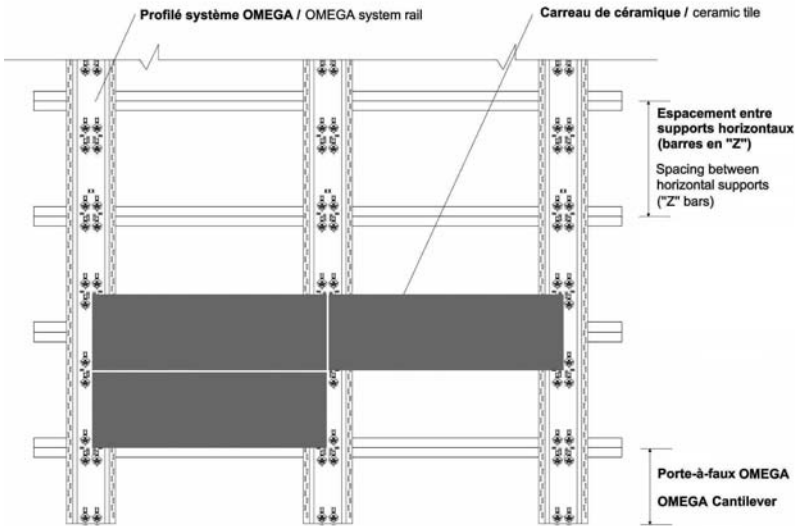 Profilé système OMEGA / OMEGA system rail
Carreau de céramique / ceramic tile
Espacement entre
supports horizontaux
(barres en "Z")
Spacing between
horizontal supports
("Z" bars)
Porte-à-faux OMEGA
OMEGA Cantilever